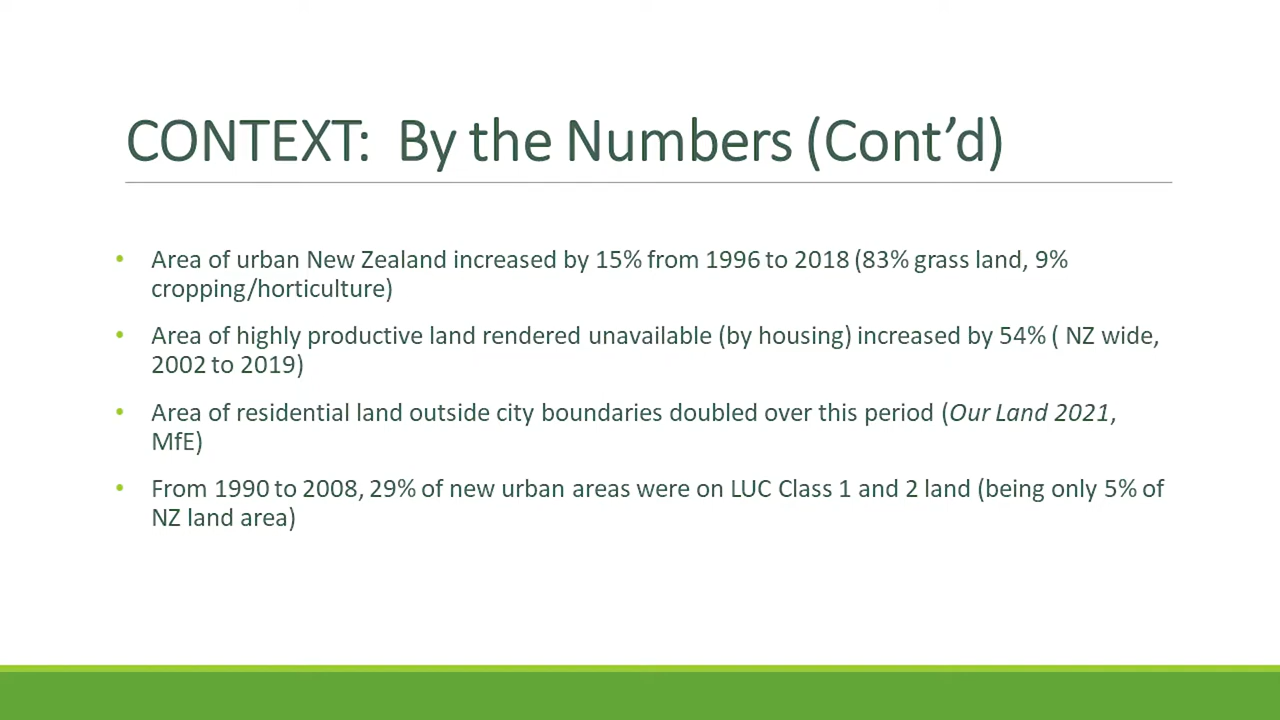 CONTEXT: By the Numbers (Cont’d)
• Area of urban New Zealand increased by 15% from 1996 to 2018 (83% grass land, 9%
cropping/horticulture)
• Area of highly productive land rendered unavailable (by housing) increased by 54% ( NZ wide,
2002 to 2019)
• Area of residential land outside city boundaries doubled over this period (Our Land 2021,
MfE)
• From 1990 to 2008, 29% of new urban areas were on LUC Class 1 and 2 land (being only 5% of
NZ land area)